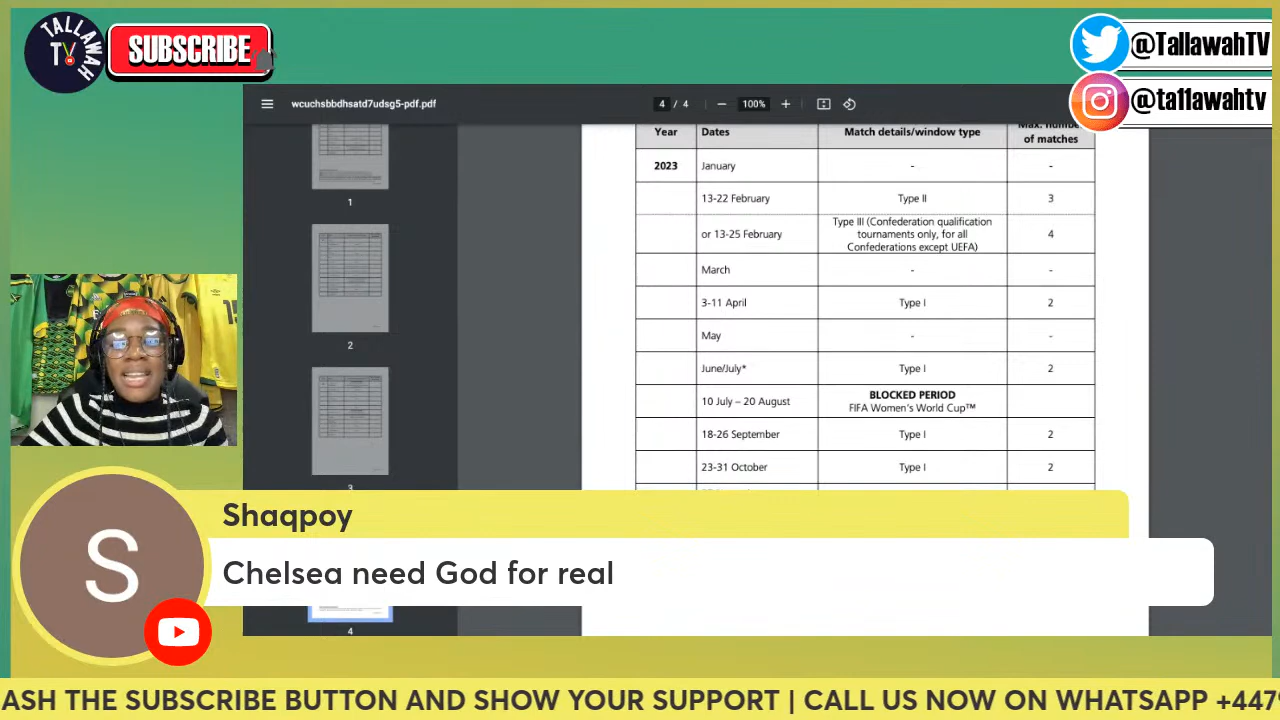 TALLAWAH
TV
SUBSCRIBE
@TallawahTV
@ta11awahtv
wcuchsbbdhsatd7udsg5-pdf.pdf
4 / 4
100%
1
2
3
4
Year Dates Match details/window type Max. number
of matches
2023 January - -
13-22 February Type II 3
or 13-25 February Type III (Confederation qualification
tournaments only, for all
Confederations except UEFA) 4
March - -
3-11 April Type I 2
May - -
June/July* Type I 2
10 July – 20 August BLOCKED PERIOD
FIFA Women's World Cup™
18-26 September Type I 2
23-31 October Type I 2
S
Shaqpoy
Chelsea need God for real
ASH THE SUBSCRIBE BUTTON AND SHOW YOUR SUPPORT | CALL US NOW ON WHATSAPP +447